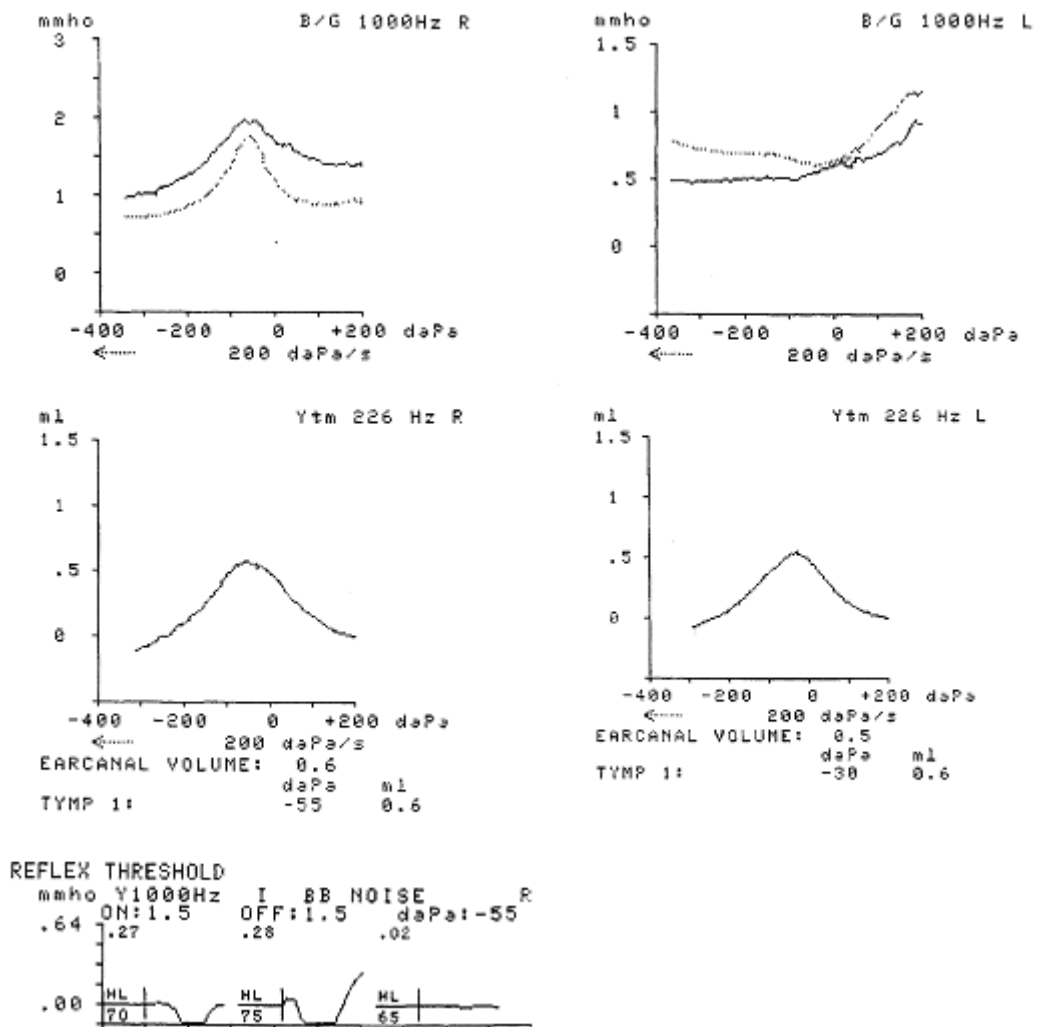 mmho B/G 1000Hz R
3
2
1
0
-400 -200 0 +200 daPa
200 daPa/s
mmho B/G 1000Hz L
1.5
1
.5
0
-400 -200 0 +200 daPa
200 daPa/s
ml Ytm 226 Hz R
1.5
1
.5
0
-400 -200 0 +200 daPa
200 daPa/s
EARCANAL VOLUME: 0.6
daPa ml
TYMP 1: -55 0.6
ml Ytm 226 Hz L
1.5
1
.5
0
-400 -200 0 +200 daPa
200 daPa/s
EARCANAL VOLUME: 0.5
daPa ml
TYMP 1: -30 0.6
REFLEX THRESHOLD
mmho Y1000Hz I BB NOISE R
ON:1.5 OFF:1.5 daPa:-55
.64 .27 .28 .02
.00 HL HL HL
70 75 65